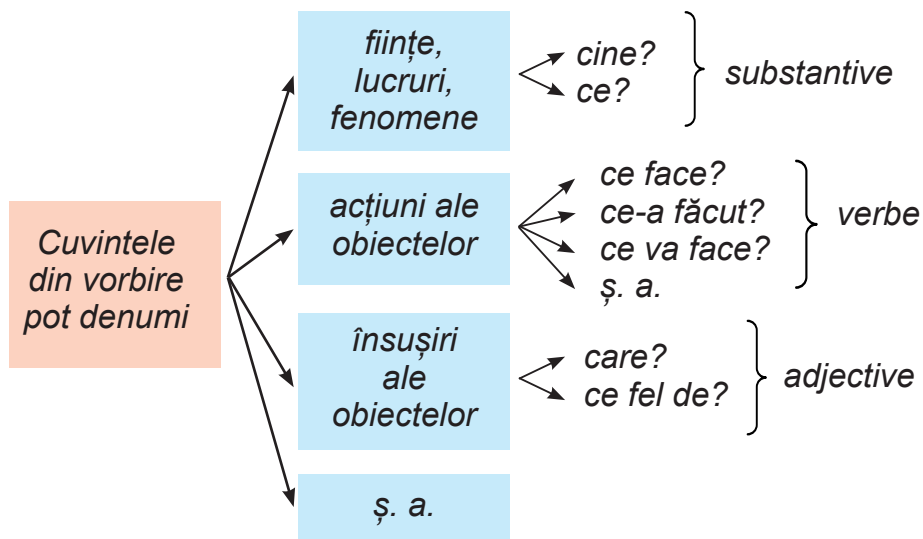 Cuvintele
din vorbire
pot denumi
ființe,
lucruri,
fenomene
cine?
ce?
substantive
acțiuni ale
obiectelor
ce face?
ce-a făcut?
ce va face?
ș. a.
verbe
însușiri
ale
obiectelor
care?
ce fel de?
adjective
ș. a.